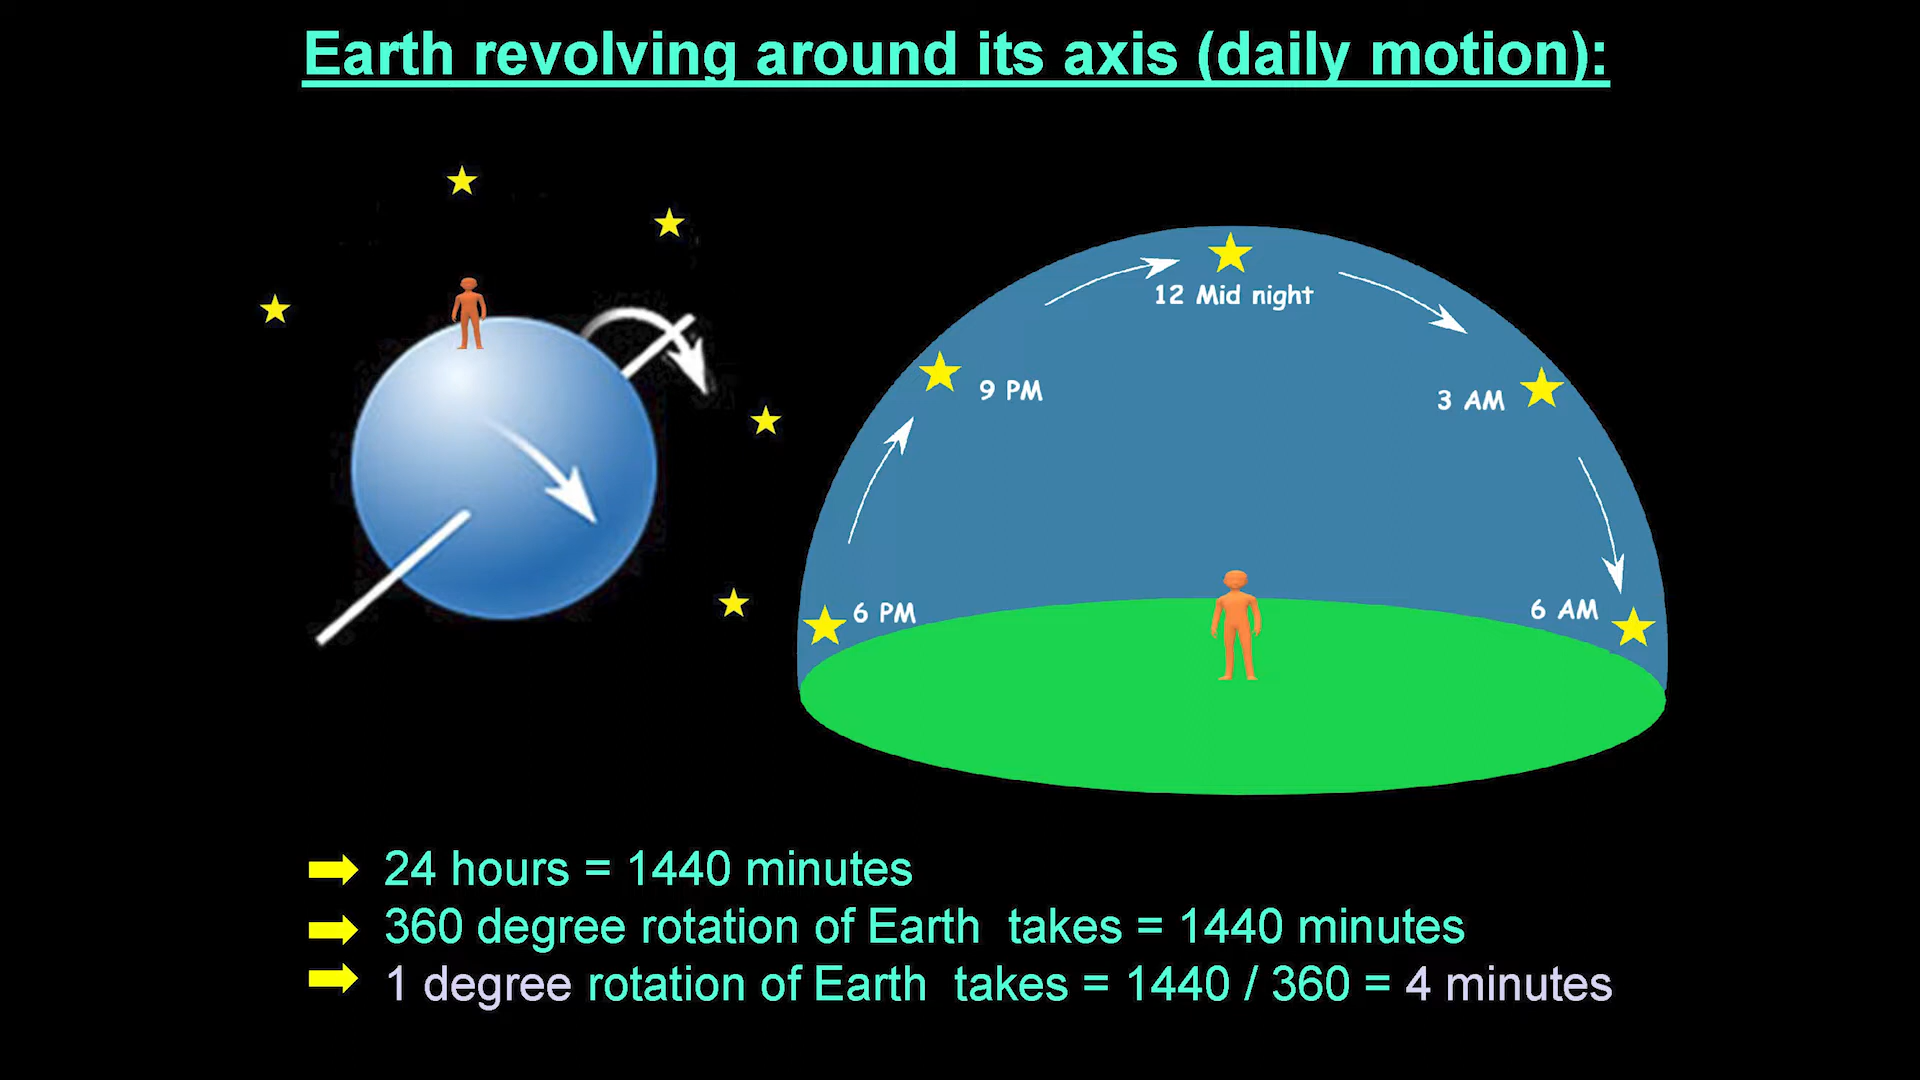 Earth revolving around its axis (daily motion):
12 Mid night
9 PM
3 AM
6 PM
6 AM
24 hours = 1440 minutes
360 degree rotation of Earth takes = 1440 minutes
1 degree rotation of Earth takes = 1440 / 360 = 4 minutes